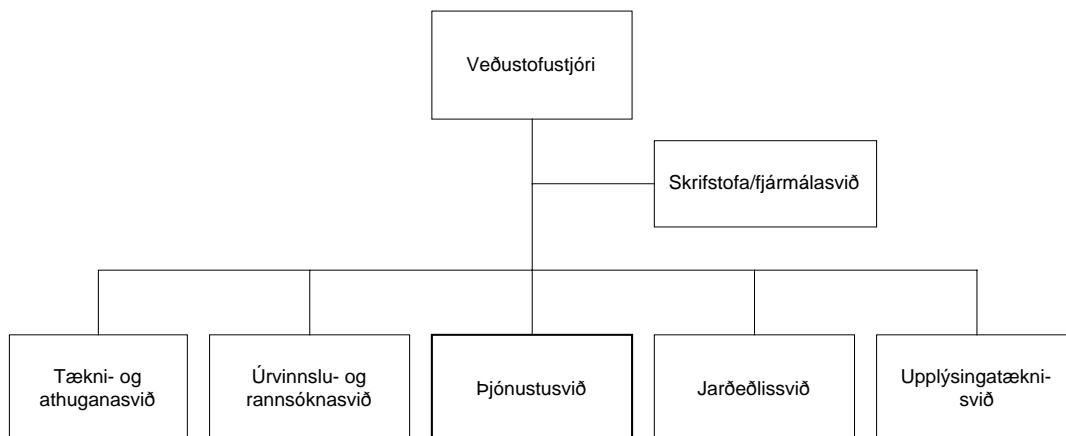 Veðustofustjóri
Skrifstofa/fjármálasvið
Tækni- og
athuganasvið
Úrvinnslu- og
rannsóknasvið
Þjónustusvið
Jarðeðlissvið
Upplýsingatækni-
svið